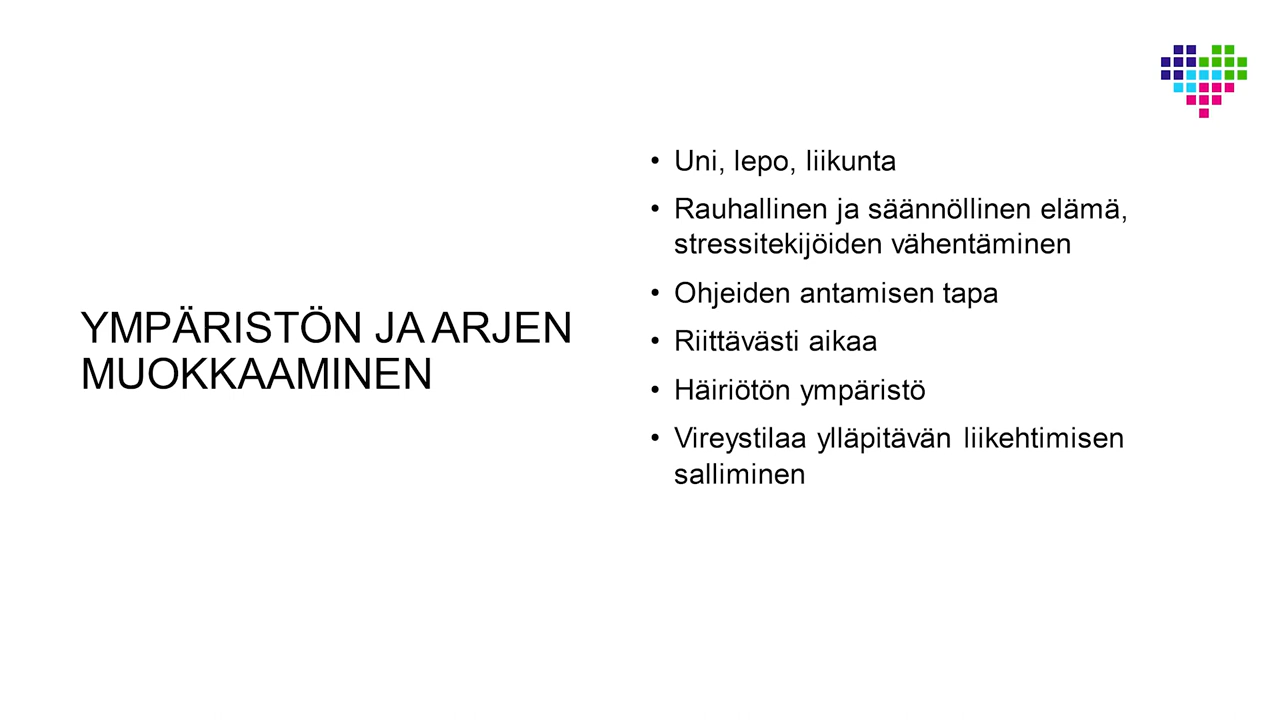 YMPÄRISTÖN JA ARJEN
MUOKKAAMINEN
• Uni, lepo, liikunta
• Rauhallinen ja säännöllinen elämä,
stressitekijöiden vähentäminen
• Ohjeiden antamisen tapa
• Riittävästi aikaa
• Häiriötön ympäristö
• Vireystilaa ylläpitävän liikehtimisen
salliminen